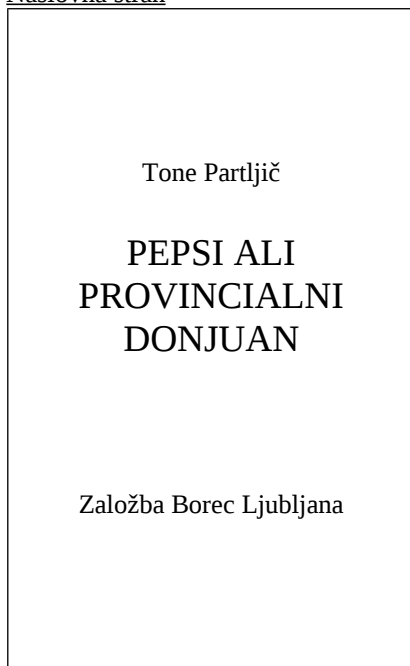 Naslovna stran
Tone Partljič
PEPSI ALI
PROVINCIALNI
DONJUAN
Založba Borec Ljubljana